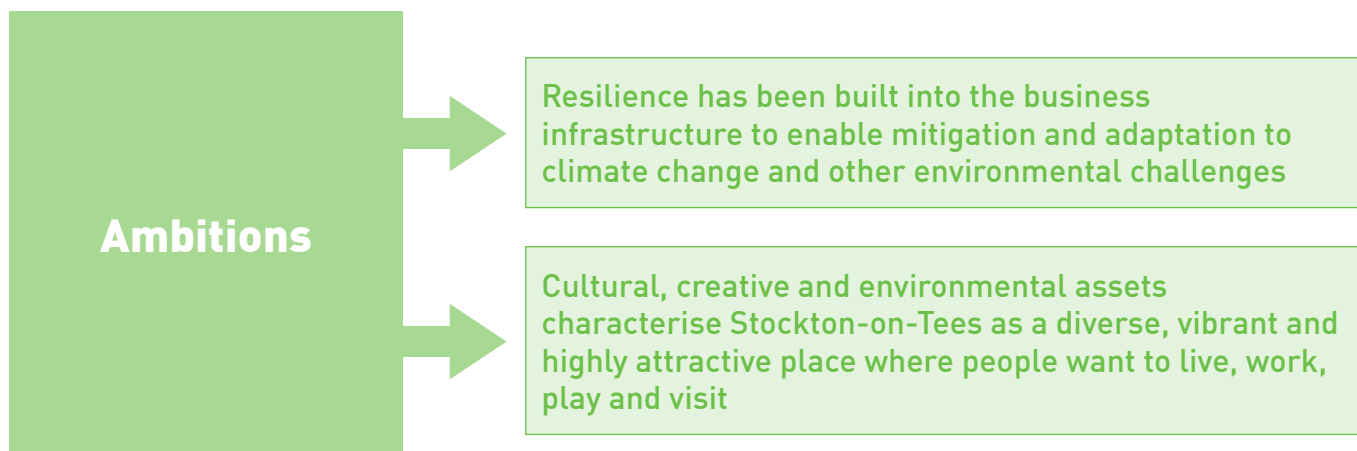 Ambitions
Resilience has been built into the business
infrastructure to enable mitigation and adaptation to
climate change and other environmental challenges
Cultural, creative and environmental assets
characterise Stockton-on-Tees as a diverse, vibrant and
highly attractive place where people want to live, work,
play and visit